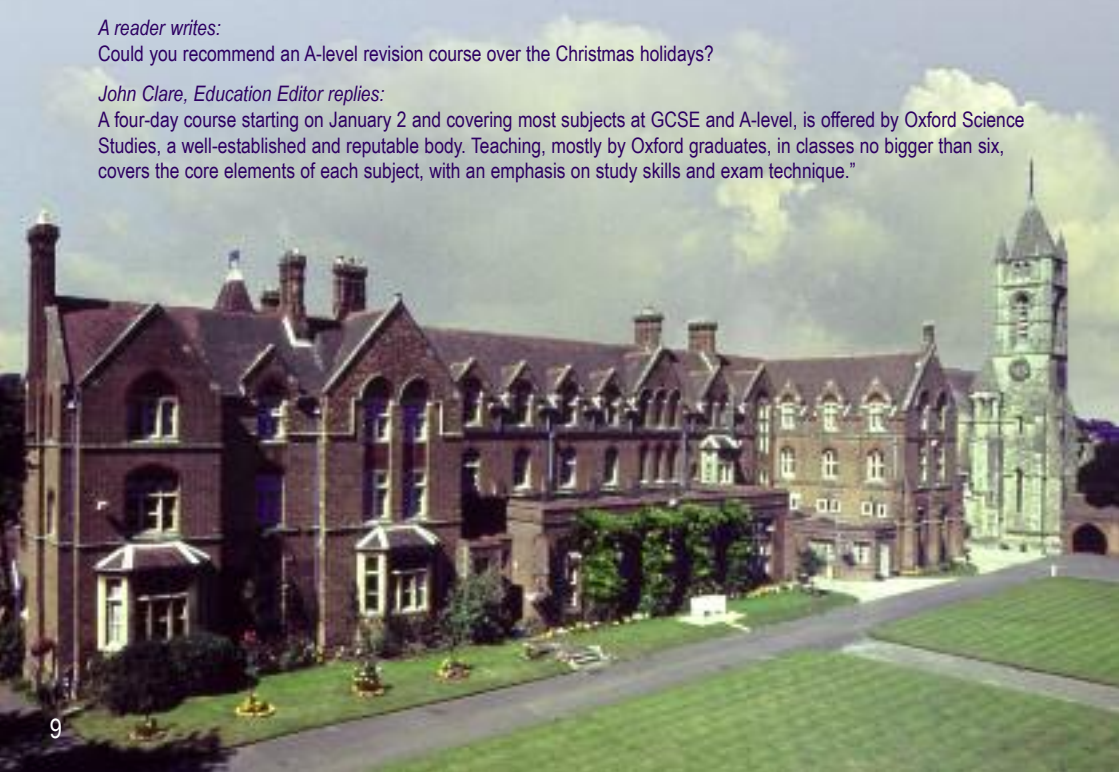 A reader writes:
Could you recommend an A-level revision course over the Christmas holidays?
John Clare, Education Editor replies:
A four-day course starting on January 2 and covering most subjects at GCSE and A-level, is offered by Oxford Science
Studies, a well-established and reputable body. Teaching, mostly by Oxford graduates, in classes no bigger than six,
covers the core elements of each subject, with an emphasis on study skills and exam technique.”
9